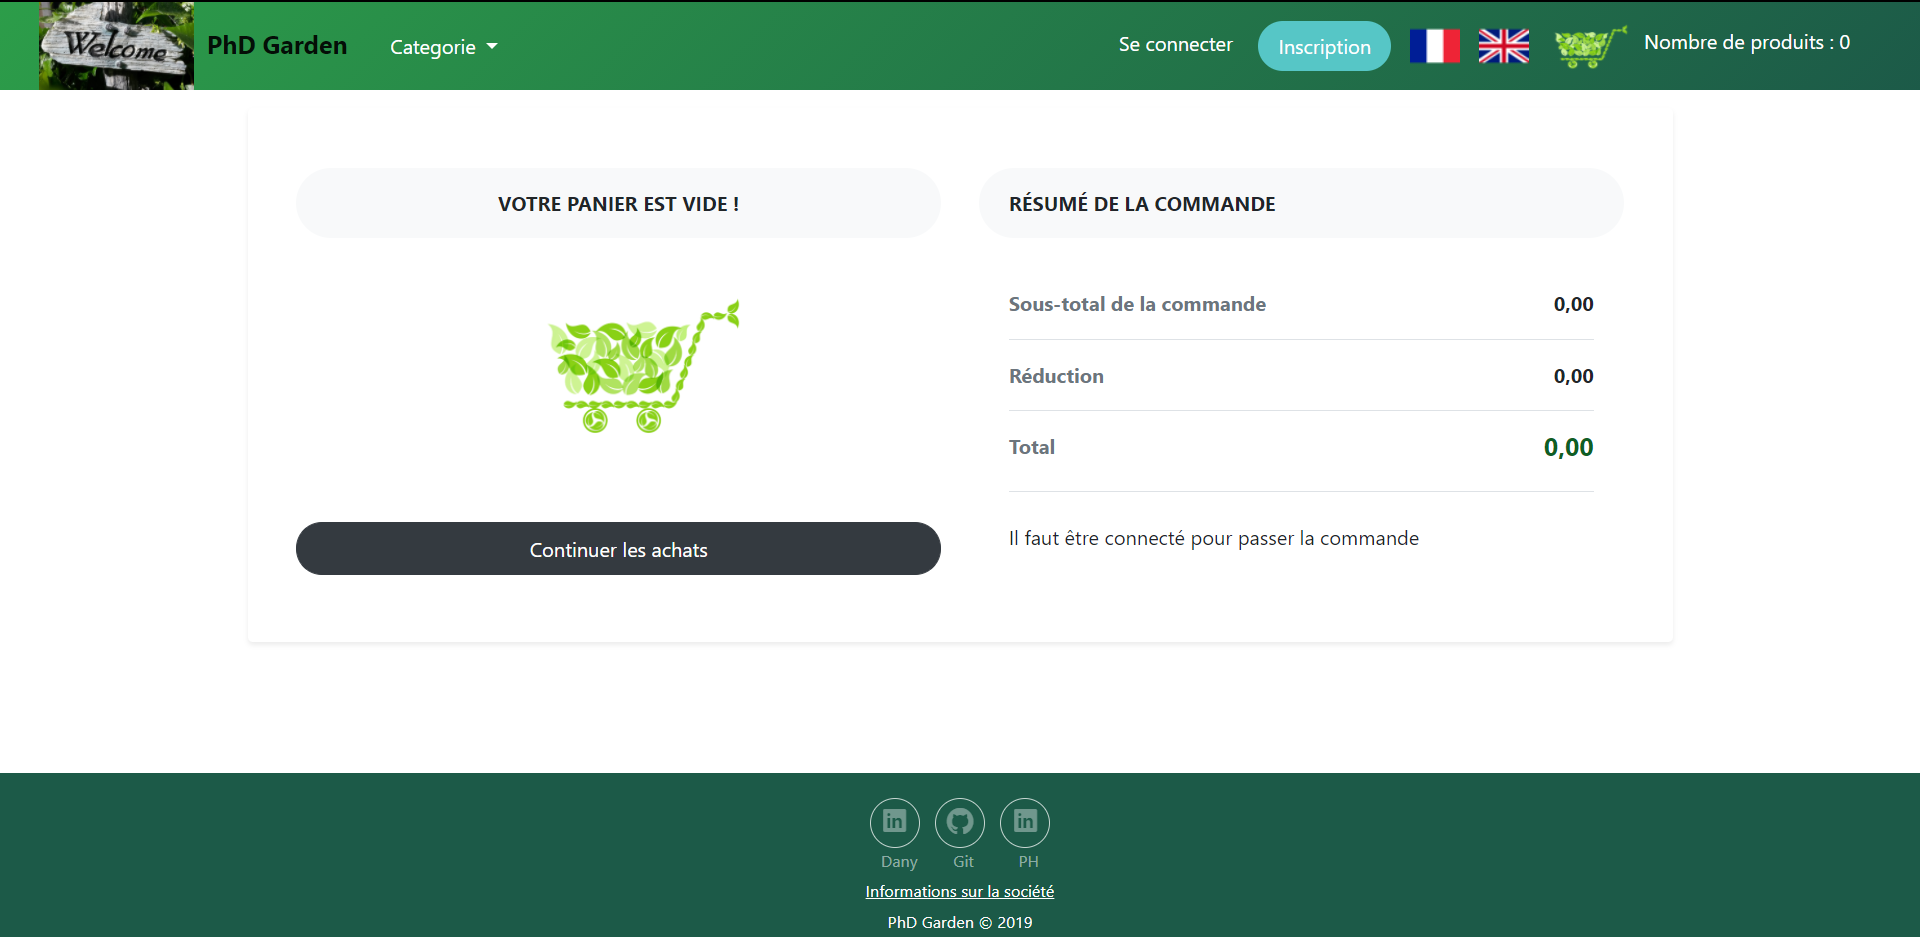 Welcome
PhD Garden
Categorie
Se connecter
Inscription
Nombre de produits : 0
VOTRE PANIER EST VIDE !
Continuer les achats
RÉSUMÉ DE LA COMMANDE
Sous-total de la commande 0,00
Réduction 0,00
Total 0,00
Il faut être connecté pour passer la commande
in in
Dany Git PH
Informations sur la société
PhD Garden © 2019